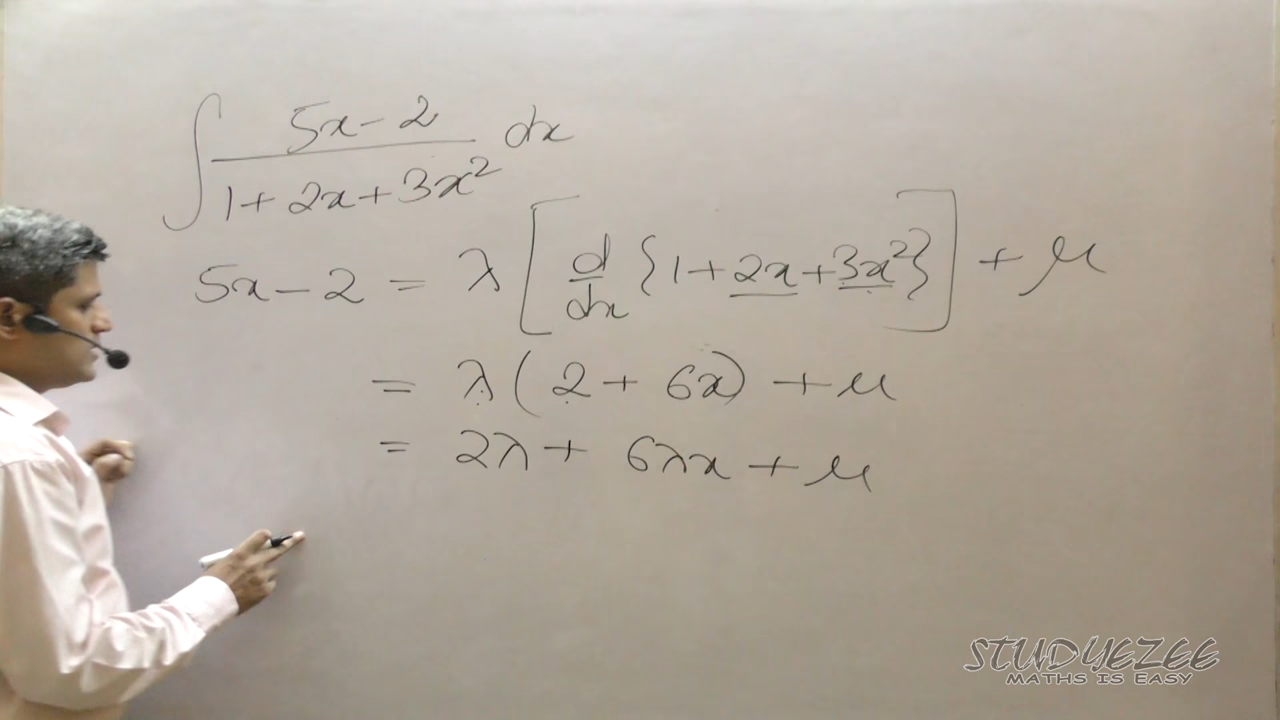 ∫ (5x-2)/(1+2x+3x²) dx
5x-2 = λ[d/dx {1+2x+3x²}] + μ
= λ(2+6x) + μ
= 2λ + 6λx + μ
STUDYEZEE
MATHS IS EASY